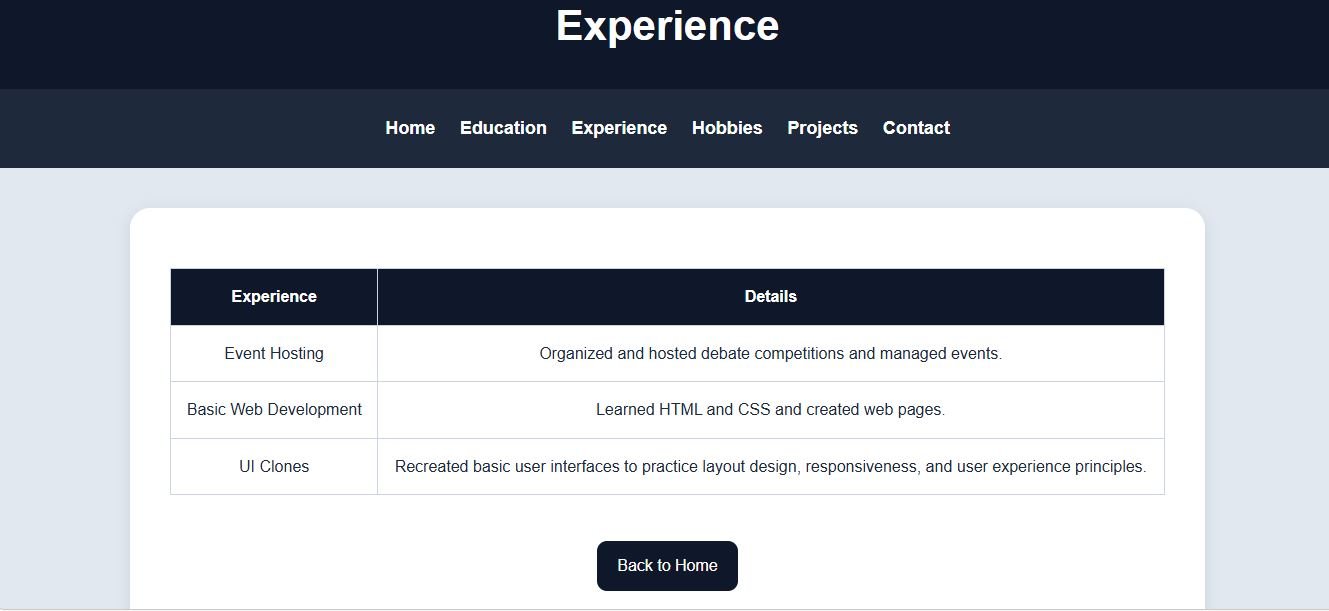 Experience
Home Education Experience Hobbies Projects Contact
Experience Details
Event Hosting Organized and hosted debate competitions and managed events.
Basic Web Development Learned HTML and CSS and created web pages.
UI Clones Recreated basic user interfaces to practice layout design, responsiveness, and user experience principles.
Back to Home